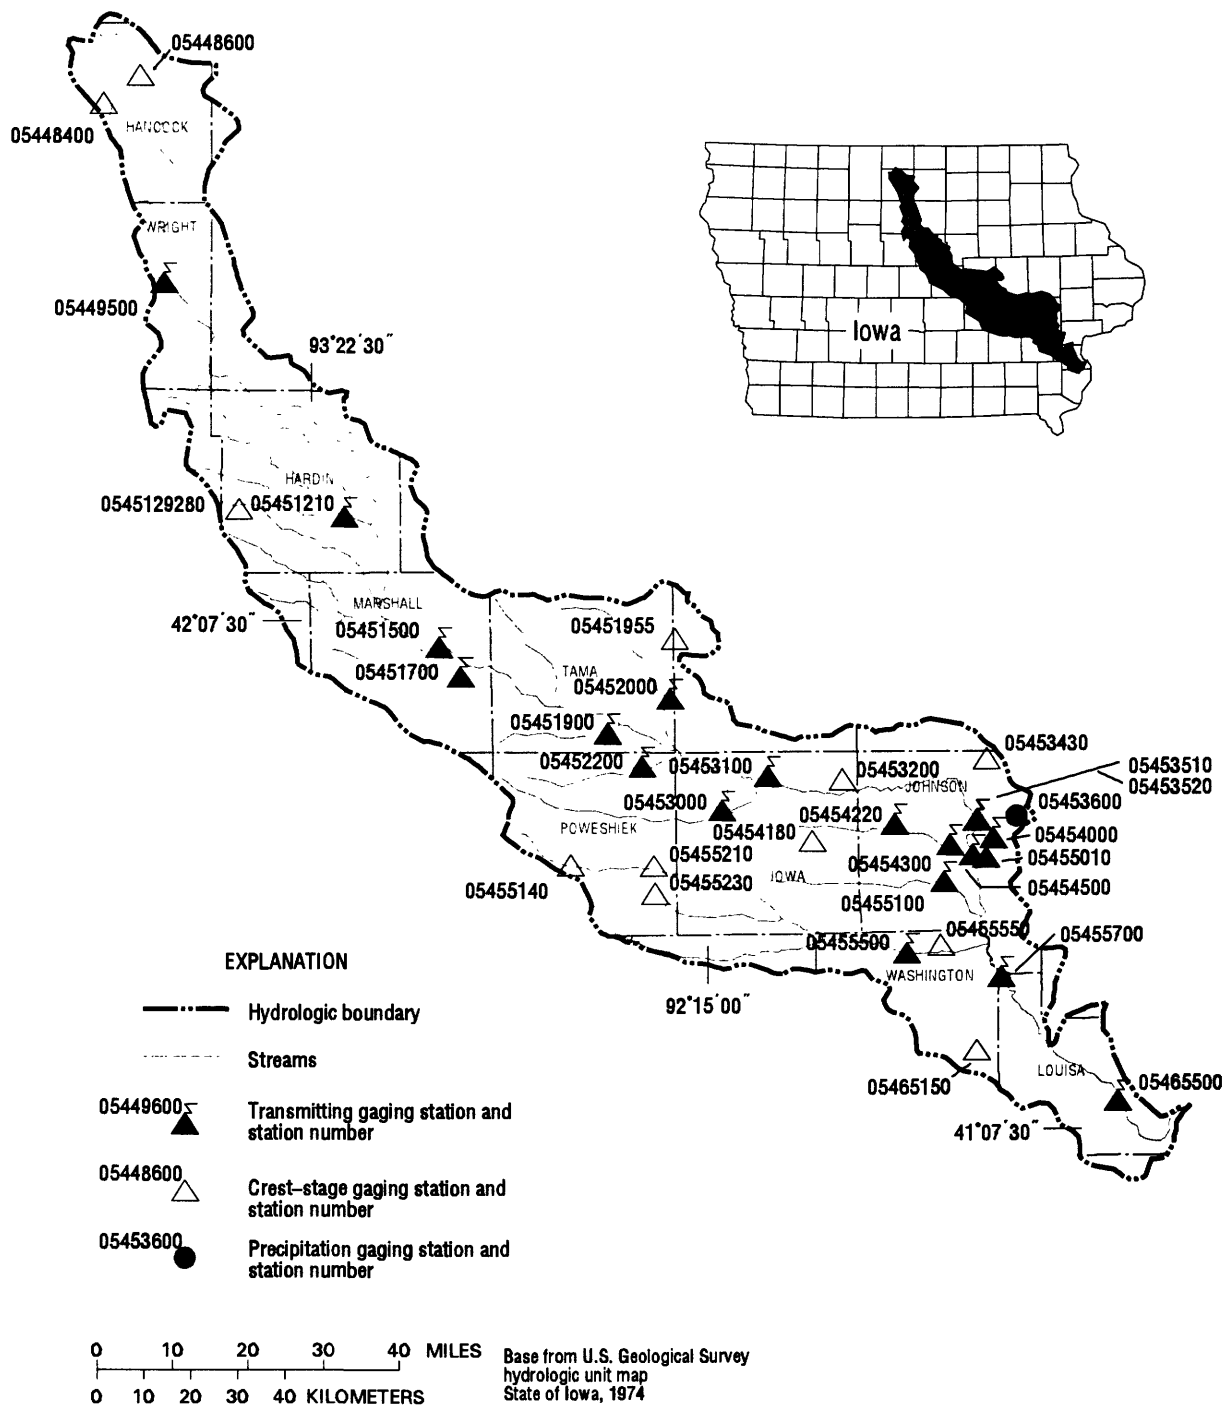 05448600
05448400
HANCOCK
WRIGHT
05449500
93°22'30"
Iowa
HARDIN
0545129280
05451210
MARSHALL
42°07'30"
05451500
05451955
05451700
TAMA
05452000
05451900
05452200
05453100
05453200
05453430
JOHNSON
05453510
05453520
05453000
05454220
05453600
POWESHIEK
05454180
05454000
05455210
05454300
05455010
IOWA
05455140
05455230
05455100
05454500
05455500
05455550
05455700
WASHINGTON
92°15'00"
05465150
LOUISA
05465500
41°07'30"
EXPLANATION
Hydrologic boundary
Streams
05449600
Transmitting gaging station and
station number
05448600
Crest-stage gaging station and
station number
05453600
Precipitation gaging station and
station number
0 10 20 30 40 MILES
0 10 20 30 40 KILOMETERS
Base from U.S. Geological Survey
hydrologic unit map
State of Iowa, 1974